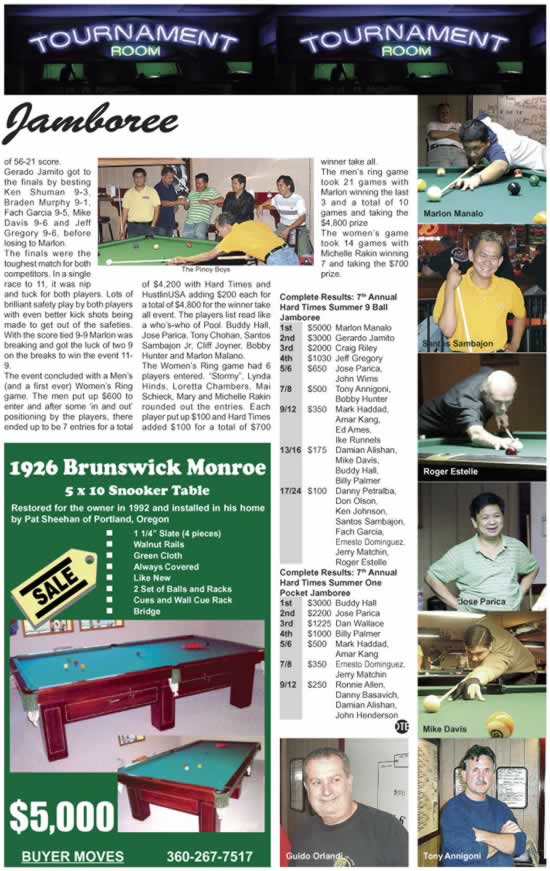 TOURNAMENT
ROOM
TOURNAMENT
ROOM
Jamboree
of 56-21 score.
Gerado Jamito got to
the finals by besting
Ken Shuman 9-3,
Braden Murphy 9-1,
Fach Garcia 9-5, Mike
Davis 9-6 and Jeff
Gregory 9-6, before
losing to Marlon.
The finals were the
toughest match for both
competitors. In a single
race to 11, it was nip
and tuck for both players. Lots of
brilliant safety play by both players
with even better kick shots being
made to get out of the safeties.
With the score tied 9-9 Marlon was
breaking and got the luck of two 9
on the breaks to win the event 11-
9.
The event concluded with a Men's
(and a first ever) Women's Ring
game. The men put up $600 to
enter and after some 'in and out'
positioning by the players, there
ended up to be 7 entries for a total
The Pinoy Boys
of $4,200 with Hard Times and
HustlinUSA adding $200 each for
a total of $4,800 for the winner take
all event. The players list read like
a who's-who of Pool. Buddy Hall,
Jose Parica, Tony Chohan, Santos
Sambajon Jr, Cliff Joyner, Bobby
Hunter and Marlon Malano.
The Women's Ring game had 6
players entered. "Stormy", Lynda
Hinds, Loretta Chambers, Mai
Schieck, Mary and Michelle Rakin
rounded out the entries. Each
player put up $100 and Hard Times
added $100 for a total of $700
winner take all.
The men's ring game
took 21 games with
Marlon winning the last
3 and a total of 10
games and taking the
$4,800 prize
The women's game
took 14 games with
Michelle Rakin winning
7 and taking the $700
prize.
Complete Results: 7th Annual
Hard Times Summer 9 Ball
Jamboree
1st $5000 Marlon Manalo
2nd $3000 Gerardo Jamito
3rd $2000 Craig Riley
4th $1030 Jeff Gregory
5/6 $650 Jose Parica,
John Wims
7/8 $500 Tony Annigoni,
Bobby Hunter
9/12 $350 Mark Haddad,
Amar Kang,
Ed Ames,
Ike Runnels
13/16 $175 Damian Alishan,
Mike Davis,
Buddy Hall,
Billy Palmer
17/24 $100 Danny Petralba,
Don Olson,
Ken Johnson,
Santos Sambajon,
Fach Garcia,
Ernesto Dominguez,
Jerry Matchin,
Roger Estelle
Complete Results: 7th Annual
Hard Times Summer One
Pocket Jamboree
1st $3000 Buddy Hall
2nd $2200 Jose Parica
3rd $1225 Dan Wallace
4th $1000 Billy Palmer
5/6 $500 Mark Haddad,
Amar Kang
7/8 $350 Ernesto Dominguez,
Jerry Matchin
9/12 $250 Ronnie Allen,
Danny Basavich,
Damian Alishan,
John Henderson
OTB
1926 Brunswick Monroe
5 x 10 Snooker Table
Restored for the owner in 1992 and installed in his home
by Pat Sheehan of Portland, Oregon
1 1/4" Slate (4 pieces)
Walnut Rails
Green Cloth
Always Covered
Like New
2 Set of Balls and Racks
Cues and Wall Cue Rack
Bridge
SALE
$5,000
BUYER MOVES 360-267-7517
Marlon Manalo
Santos Sambajon
Roger Estelle
Jose Parica
Mike Davis
Guido Orlandi
Tony Annigoni